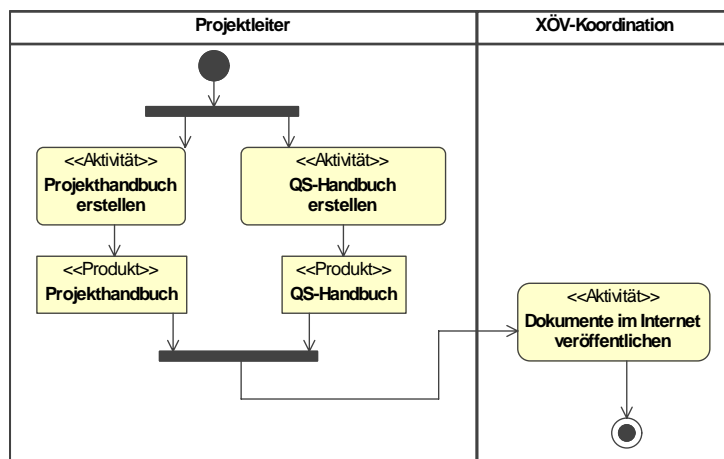 Projektleiter
XÖV-Koordination
<<Aktivität>>
Projekthandbuch
erstellen
<<Aktivität>>
QS-Handbuch
erstellen
<<Produkt>>
Projekthandbuch
<<Produkt>>
QS-Handbuch
<<Aktivität>>
Dokumente im Internet
veröffentlichen